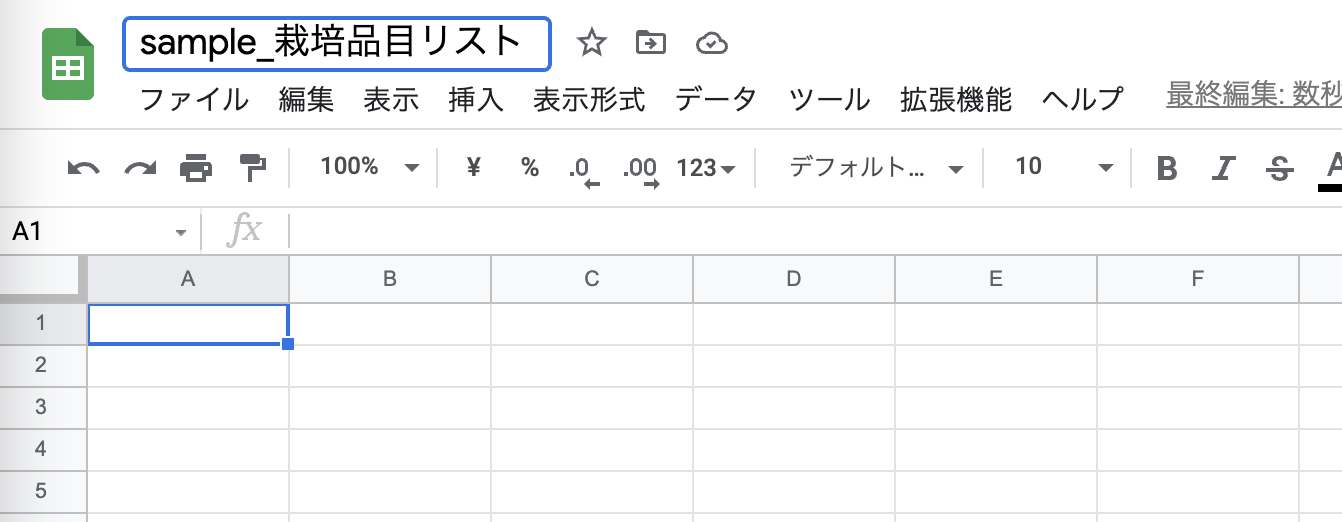 sample_栽培品目リスト
ファイル 編集 表示 挿入 表示形式 データ ツール 拡張機能 ヘルプ 最終編集: 数秒
100% ¥ % .0 .00 123 デフォルト... 10 B I S A
A1 fx
A B C D E F
1
2
3
4
5